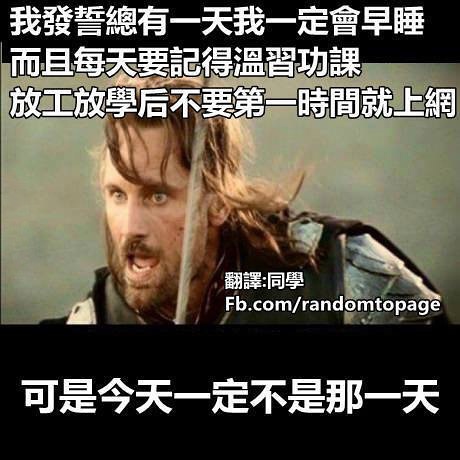 我發誓總有一天我一定會早睡
而且每天要記得溫習功課
放工放學后不要第一時間就上網
翻譯:同學
Fb.com/randomtopage
可是今天一定不是那一天